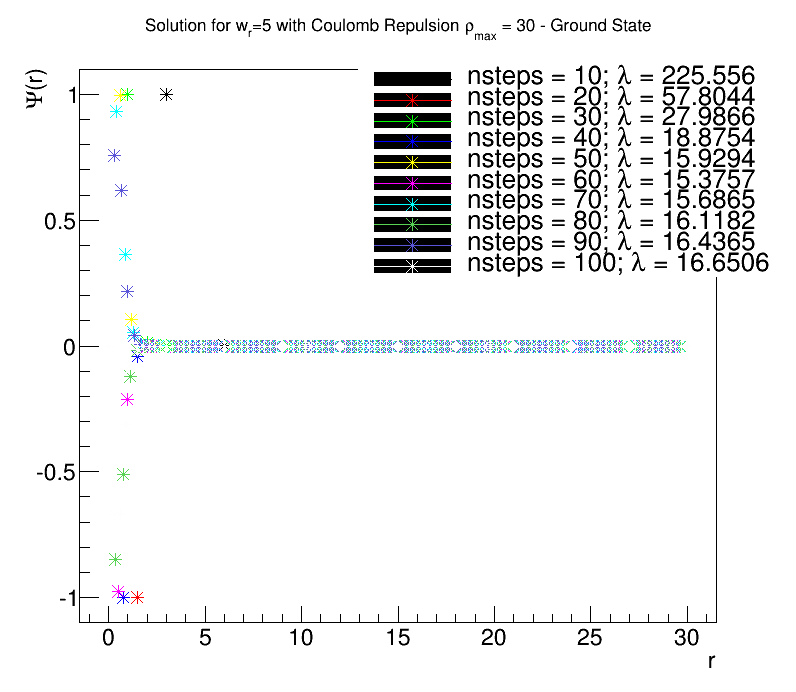 Solution for wr=5 with Coulomb Repulsion ρmax = 30 - Ground State
Ψ(r)
nsteps = 10; λ = 225.556
nsteps = 20; λ = 57.8044
nsteps = 30; λ = 27.9866
nsteps = 40; λ = 18.8754
nsteps = 50; λ = 15.9294
nsteps = 60; λ = 15.3757
nsteps = 70; λ = 15.6865
nsteps = 80; λ = 16.1182
nsteps = 90; λ = 16.4365
nsteps = 100; λ = 16.6506
1
0.5
0
-0.5
-1
0 5 10 15 20 25 30
r